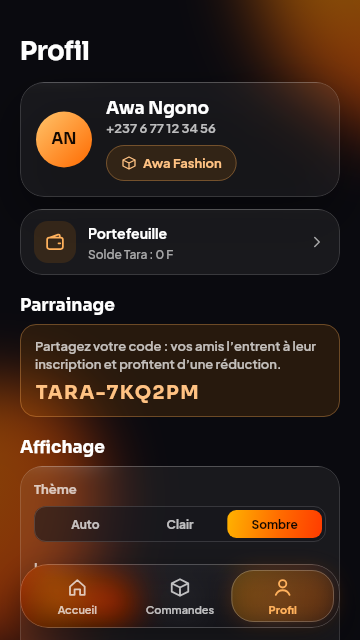 Profil
AN
Awa Ngono
+237 6 77 12 34 56
Awa Fashion
Portefeuille
Solde Tara : 0 F
Parrainage
Partagez votre code : vos amis l'entrent à leur
inscription et profitent d'une réduction.
TARA-7KQ2PM
Affichage
Thème
Auto Clair Sombre
Accueil Commandes Profil